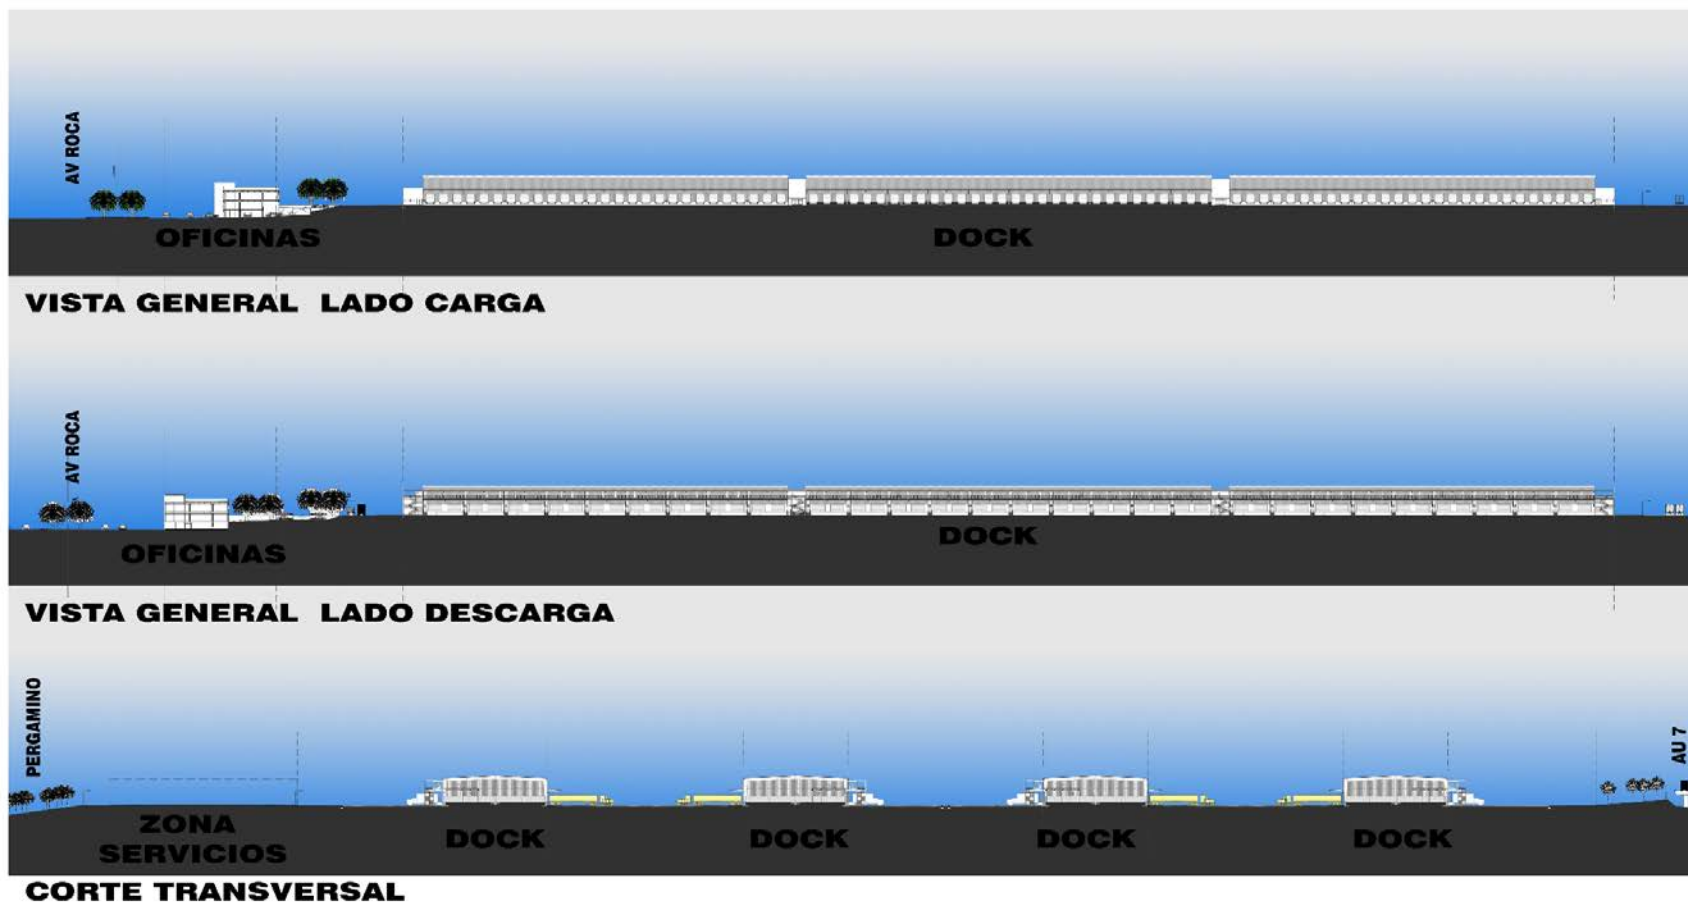 AV ROCA
OFICINAS
DOCK
VISTA GENERAL LADO CARGA
AV ROCA
OFICINAS
DOCK
VISTA GENERAL LADO DESCARGA
PERGAMINO
AU 7
ZONA
SERVICIOS
DOCK
DOCK
DOCK
DOCK
CORTE TRANSVERSAL